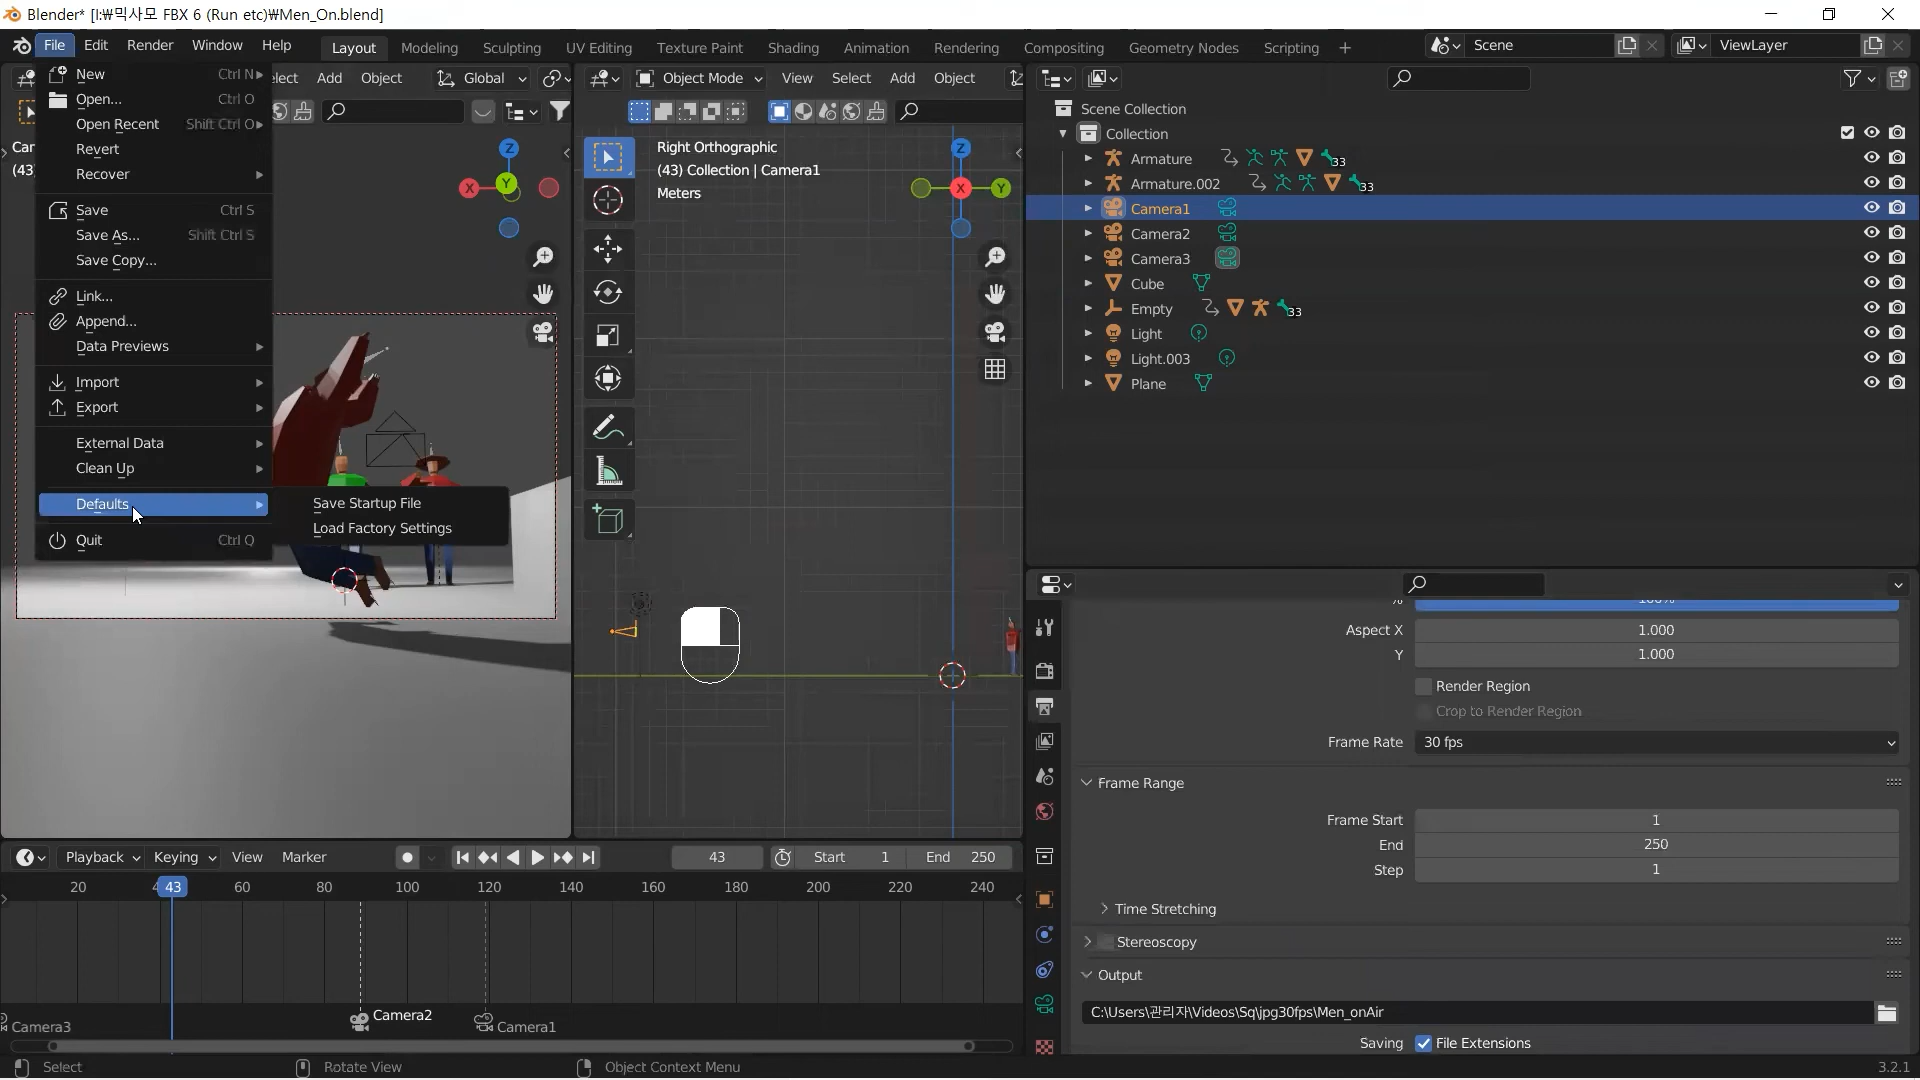 Blender* [I:₩믹사모 FBX 6 (Run etc)₩Men_On.blend]
File Edit Render Window Help
Layout Modeling Sculpting UV Editing Texture Paint Shading Animation Rendering Compositing Geometry Nodes Scripting +
Scene
ViewLayer
New Ctrl N
Open... Ctrl O
Open Recent Shift Ctrl O
Revert
Recover
Save Ctrl S
Save As... Shift Ctrl S
Save Copy...
Link...
Append...
Data Previews
Import
Export
External Data
Clean Up
Defaults
Quit Ctrl Q
Save Startup File
Load Factory Settings
Add Object Global
Z
X
Y
Object Mode View Select Add Object
Right Orthographic
(43) Collection | Camera1
Meters
Z
X
Y
Scene Collection
Collection
Armature 33
Armature.002 33
Camera1
Camera2
Camera3
Cube
Empty 33
Light
Light.003
Plane
Aspect X 1.000
Y 1.000
Render Region
Crop to Render Region
Frame Rate 30 fps
Frame Range
Frame Start 1
End 250
Step 1
Time Stretching
Stereoscopy
Output
C:\Users\관리자\Videos\Sq\jpg30fps\Men_onAir
Saving File Extensions
Playback Keying View Marker
43 Start 1 End 250
20 43 60 80 100 120 140 160 180 200 220 240
Camera3 Camera2 Camera1
Select Rotate View Object Context Menu 3.2.1